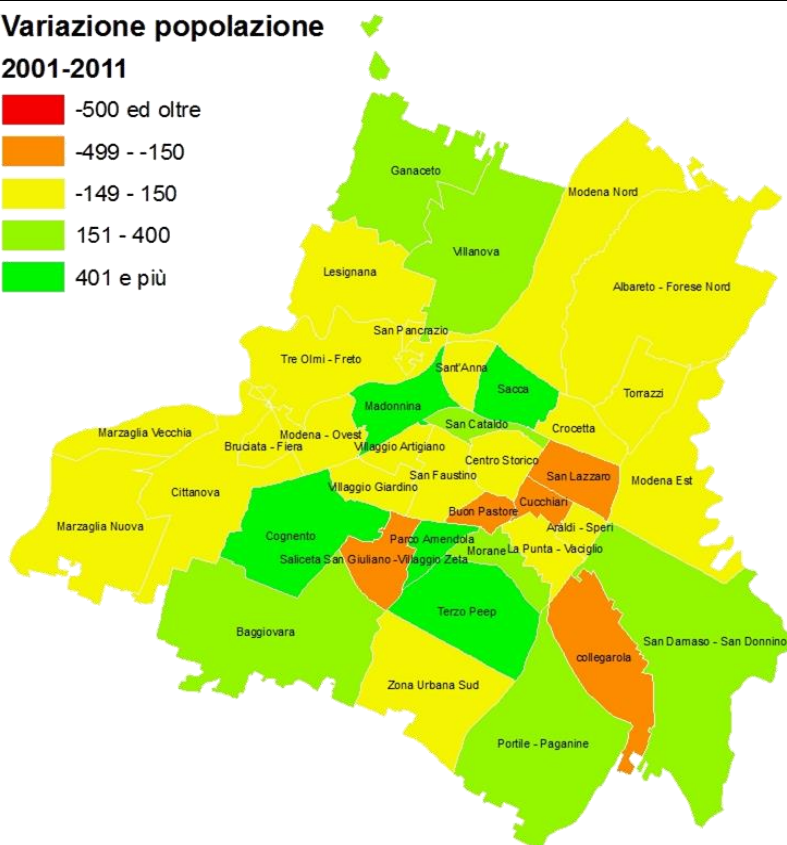 Variazione popolazione
2001-2011
-500 ed oltre
-499 - -150
-149 - 150
151 - 400
401 e più
Ganaceto
Modena Nord
Villanova
Lesignana
Albareto - Forese Nord
San Pancrazio
Tre Olmi - Freto
Sant'Anna
Sacca
Torrazzi
Madonnina
San Cataldo
Crocetta
Marzaglia Vecchia
Modena - Ovest
Bruciata - Fiera
Villaggio Artigiano
Centro Storico
San Faustino
San Lazzaro
Modena Est
Cittanova
Villaggio Giardino
Cucchiari
Buon Pastore
Marzaglia Nuova
Araldi - Speri
Cognento
Parco Amendola
Morane
La Punta - Vaciglio
Saliceta San Giuliano -Villaggio Zeta
Terzo Peep
Baggiovara
San Damaso - San Donnino
collegarola
Zona Urbana Sud
Portile - Paganine